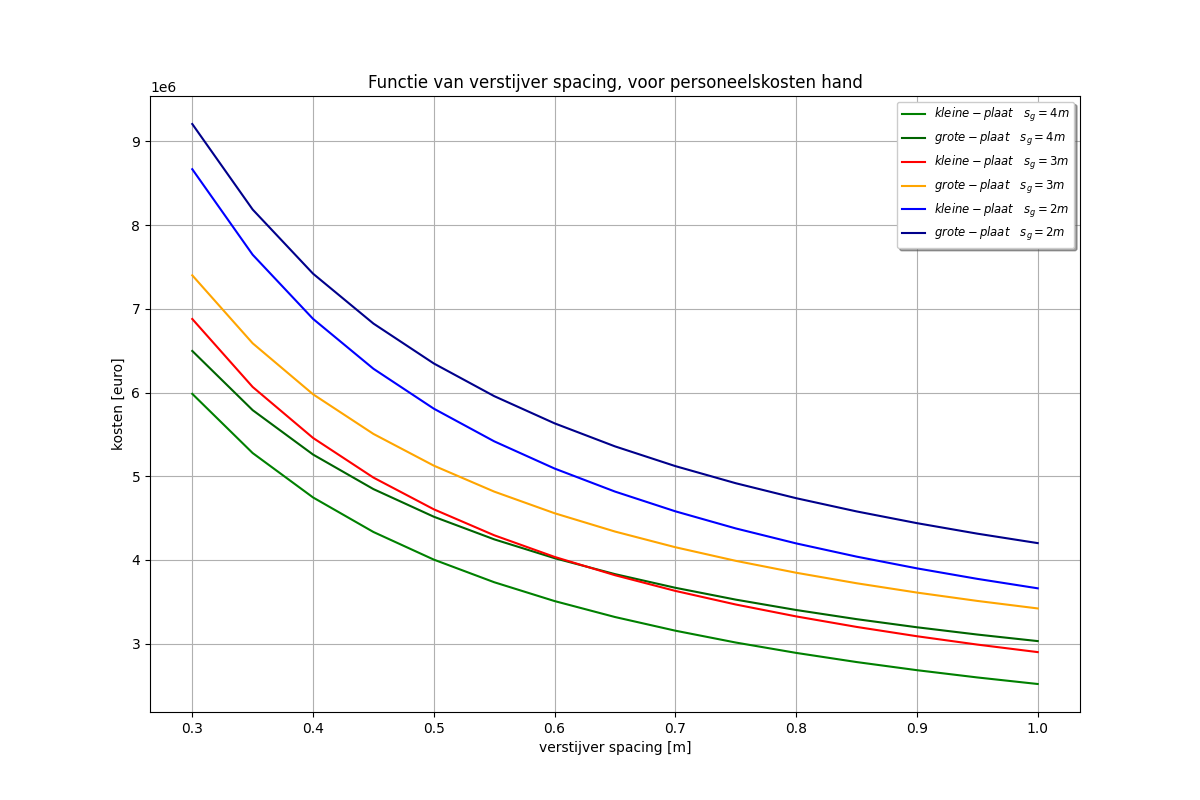 Functie van verstijver spacing, voor personeelskosten hand
1e6
9
8
7
6
5
4
3
kosten [euro]
kleine − plaat s_g = 4m
grote − plaat s_g = 4m
kleine − plaat s_g = 3m
grote − plaat s_g = 3m
kleine − plaat s_g = 2m
grote − plaat s_g = 2m
0.3 0.4 0.5 0.6 0.7 0.8 0.9 1.0
verstijver spacing [m]